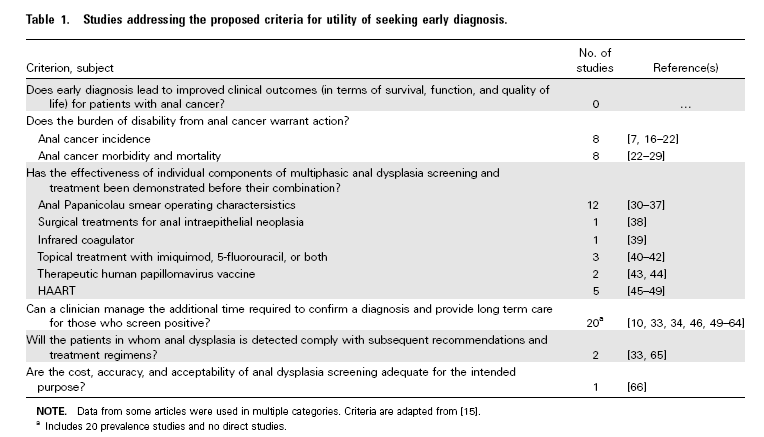 Table 1. Studies addressing the proposed criteria for utility of seeking early diagnosis.
No. of
Criterion, subject studies Reference(s)
Does early diagnosis lead to improved clinical outcomes (in terms of survival, function, and quality of
life) for patients with anal cancer? 0 ...
Does the burden of disability from anal cancer warrant action?
Anal cancer incidence 8 [7, 16–22]
Anal cancer morbidity and mortality 8 [22–29]
Has the effectiveness of individual components of multiphasic anal dysplasia screening and
treatment been demonstrated before their combination?
Anal Papanicolau smear operating charactersistics 12 [30–37]
Surgical treatments for anal intraepithelial neoplasia 1 [38]
Infrared coagulator 1 [39]
Topical treatment with imiquimod, 5-fluorouracil, or both 3 [40–42]
Therapeutic human papillomavirus vaccine 2 [43, 44]
HAART 5 [45–49]
Can a clinician manage the additional time required to confirm a diagnosis and provide long term care
for those who screen positive? 20a [10, 33, 34, 46, 49–64]
Will the patients in whom anal dysplasia is detected comply with subsequent recommendations and
treatment regimens? 2 [33, 65]
Are the cost, accuracy, and acceptability of anal dysplasia screening adequate for the intended
purpose? 1 [66]
NOTE. Data from some articles were used in multiple categories. Criteria are adapted from [15].
a Includes 20 prevalence studies and no direct studies.